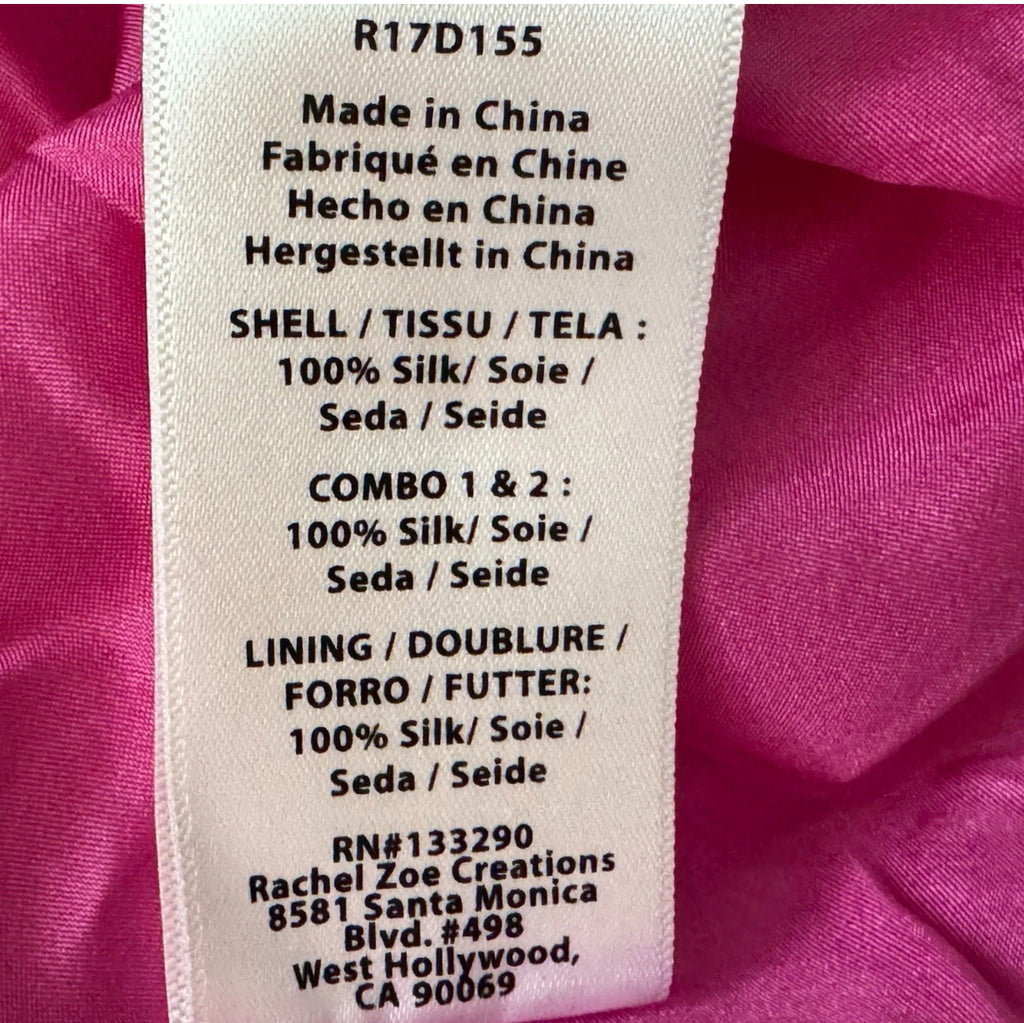 R17D155
Made in China
Fabriqué en Chine
Hecho en China
Hergestellt in China
SHELL / TISSU / TELA :
100% Silk/ Soie /
Seda / Seide
COMBO 1 & 2 :
100% Silk/ Soie /
Seda / Seide
LINING / DOUBLURE /
FORRO / FUTTER:
100% Silk/ Soie /
Seda / Seide
RN#133290
Rachel Zoe Creations
8581 Santa Monica
Blvd. #498
West Hollywood,
CA 90069